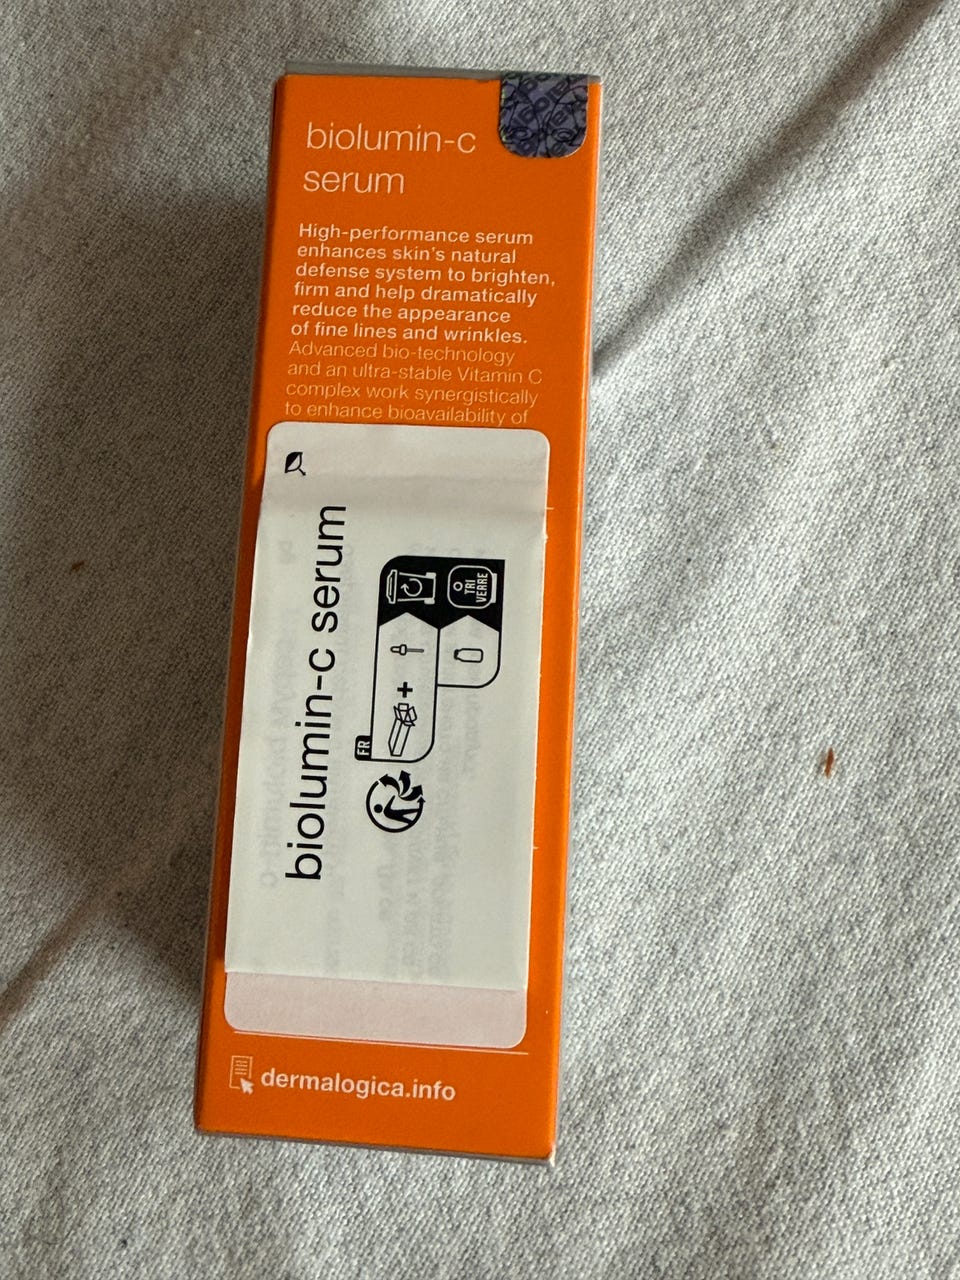 biolumin-c
serum
High-performance serum
enhances skin's natural
defense system to brighten,
firm and help dramatically
reduce the appearance
of fine lines and wrinkles.
Advanced bio-technology
and an ultra-stable Vitamin C
complex work synergistically
to enhance bioavailability of
biolumin-c serum
FR
+
TRI
VERRE
dermalogica.info